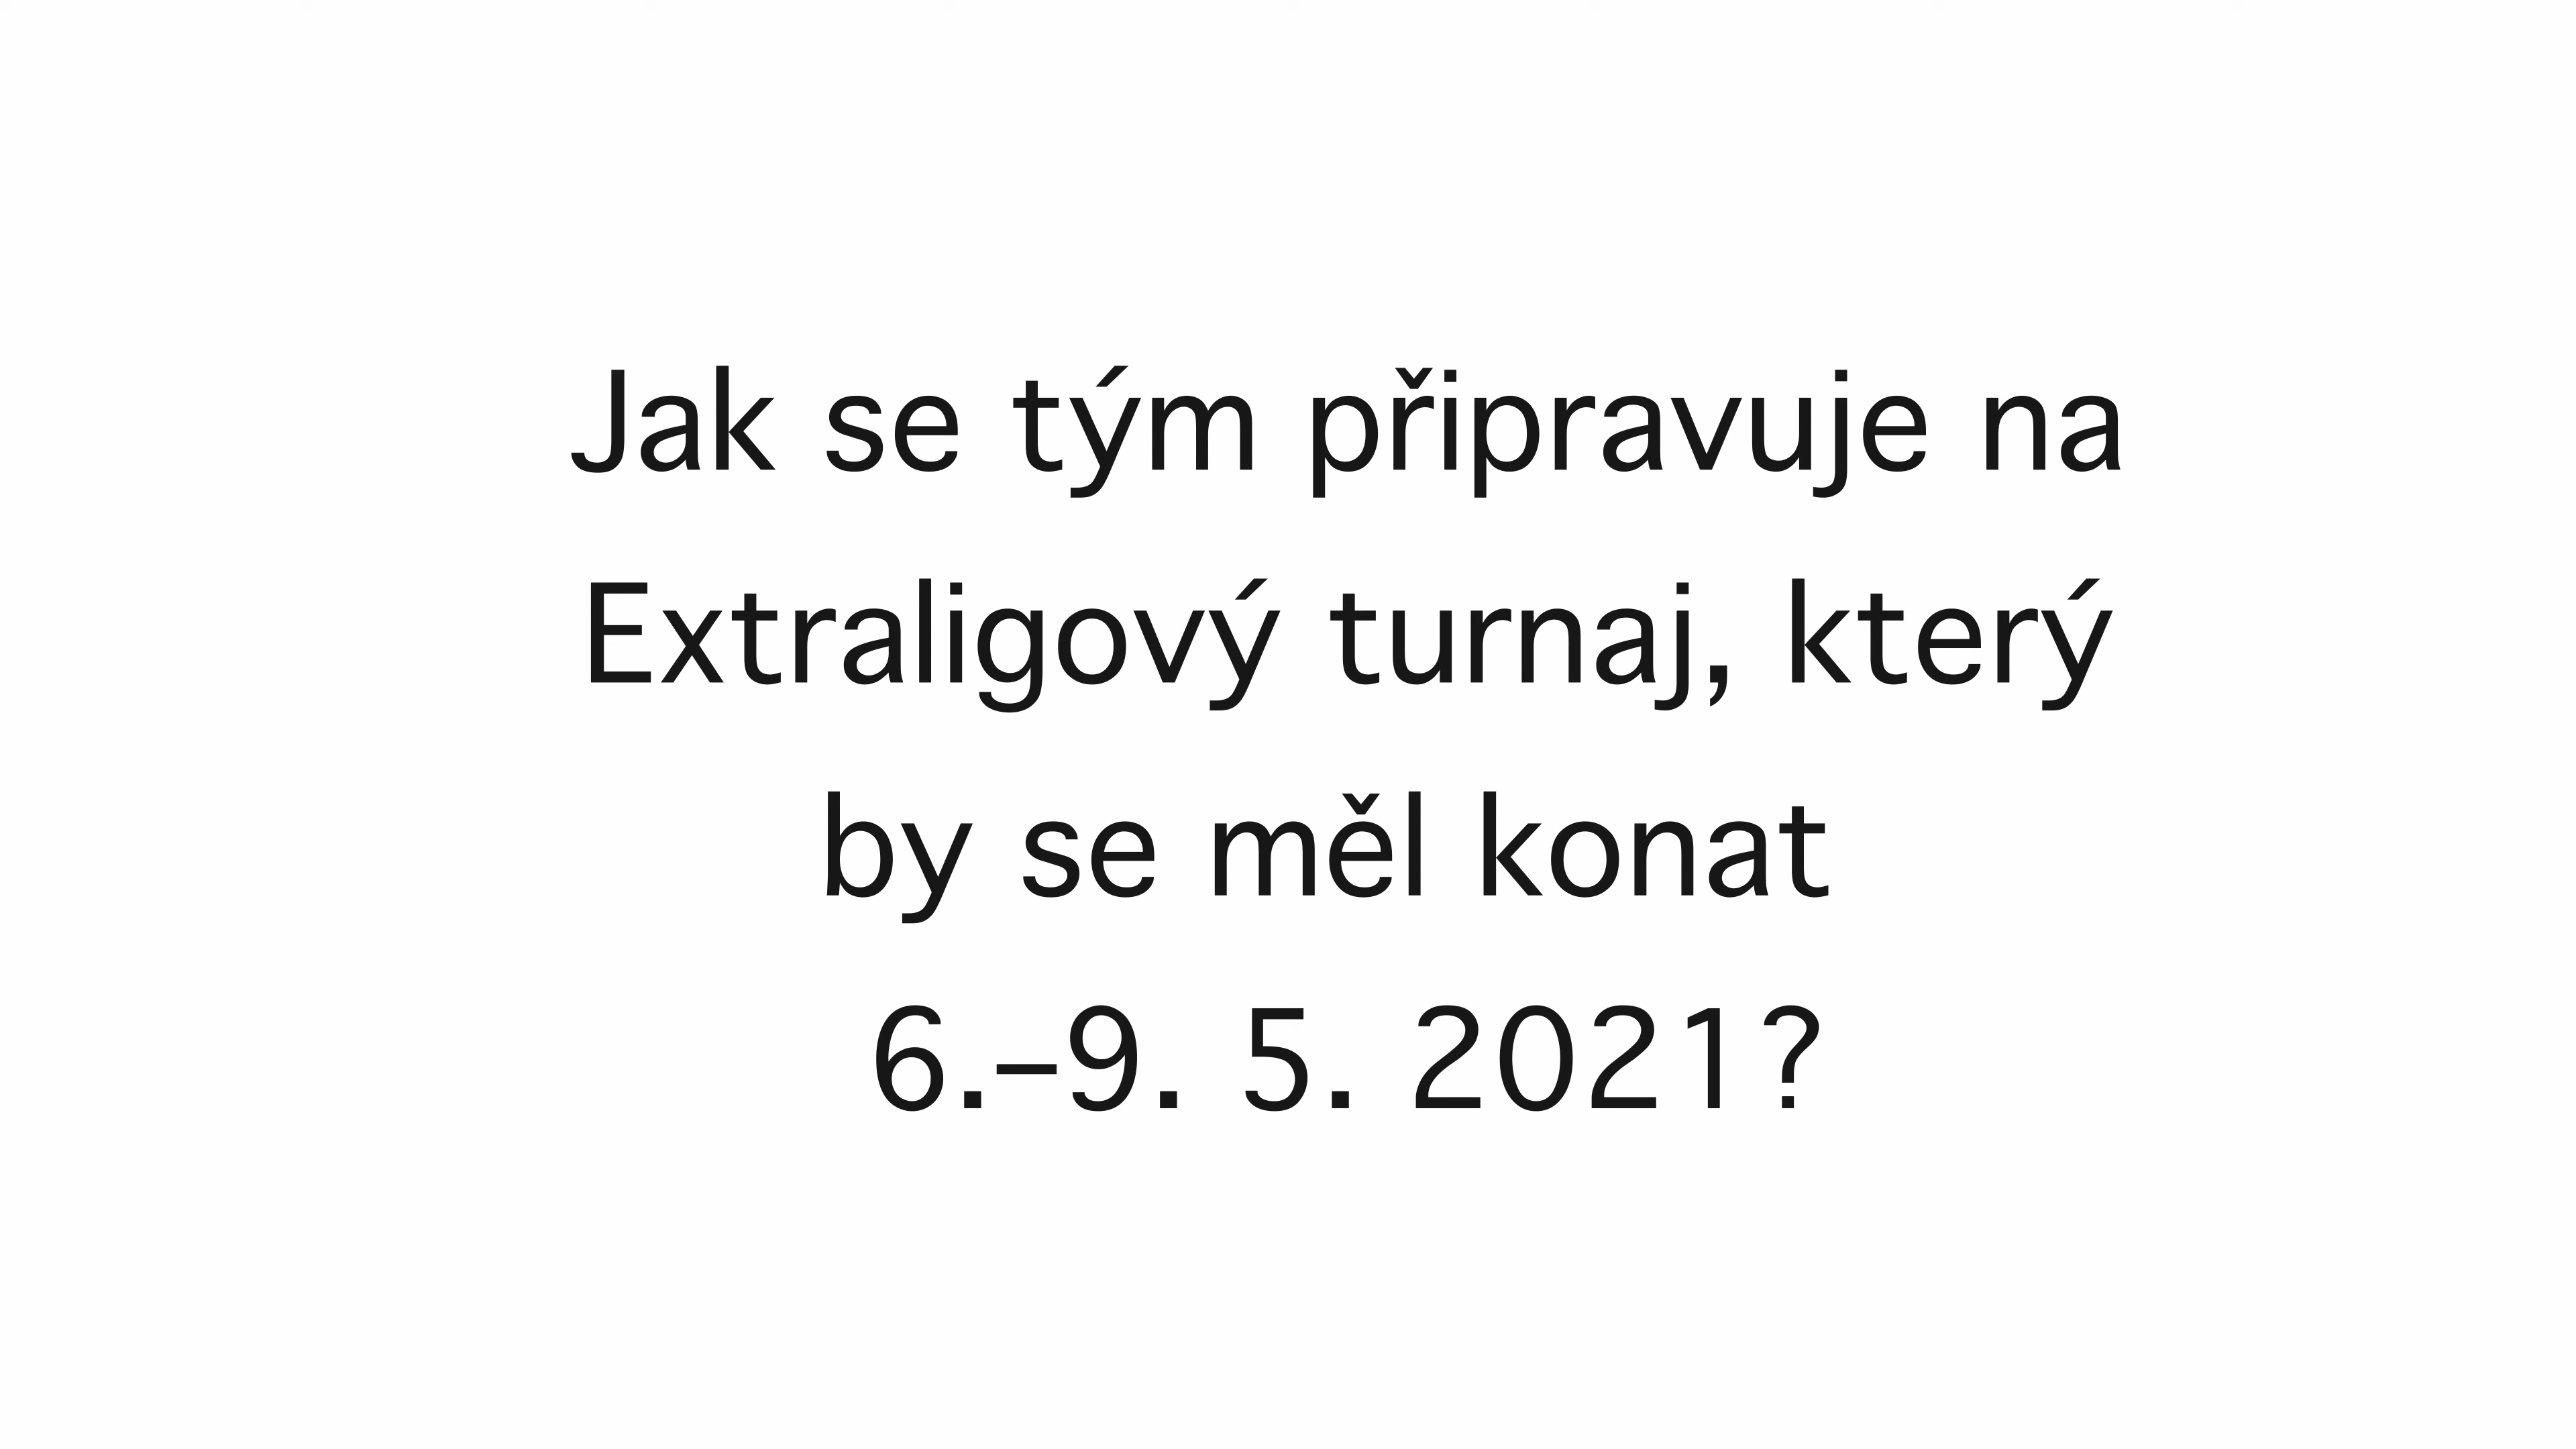 Jak se tým připravuje na
Extraligový turnaj, který
by se měl konat
6.–9. 5. 2021?